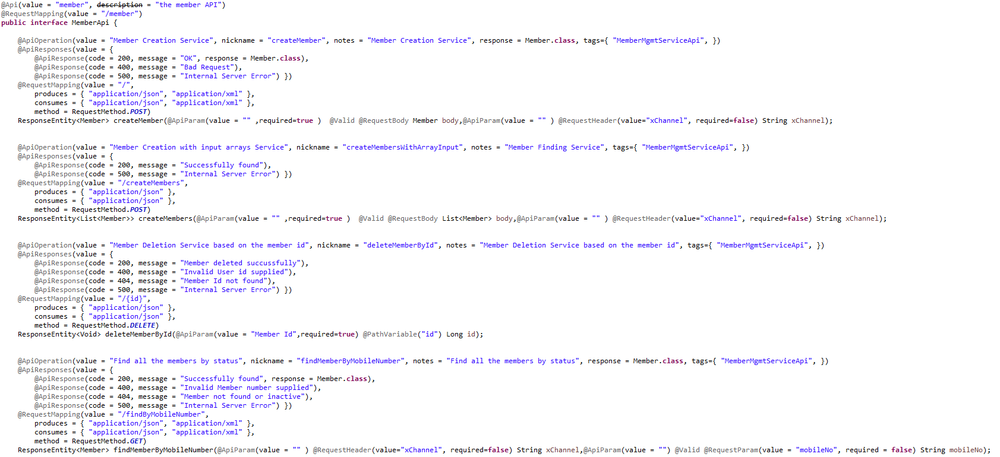 @Api(value = "member", description = "the member API")
@RequestMapping(value = "/member")
public interface MemberApi {
@ApiOperation(value = "Member Creation Service", nickname = "createMember", notes = "Member Creation Service", response = Member.class, tags={ "MemberMgmtServiceApi", })
@ApiResponses(value = {
@ApiResponse(code = 200, message = "OK", response = Member.class),
@ApiResponse(code = 400, message = "Bad Request"),
@ApiResponse(code = 500, message = "Internal Server Error") })
@RequestMapping(value = "/",
produces = { "application/json", "application/xml" },
consumes = { "application/json", "application/xml" },
method = RequestMethod.POST)
ResponseEntity<Member> createMember(@ApiParam(value = "" ,required=true )  @Valid @RequestBody Member body,@ApiParam(value = "" ) @RequestHeader(value="xChannel", required=false) String xChannel);
@ApiOperation(value = "Member Creation with input arrays Service", nickname = "createMembersWithArrayInput", notes = "Member Finding Service", tags={ "MemberMgmtServiceApi", })
@ApiResponses(value = {
@ApiResponse(code = 200, message = "Successfully found"),
@ApiResponse(code = 500, message = "Internal Server Error") })
@RequestMapping(value = "/createMembers",
produces = { "application/json" },
consumes = { "application/json" },
method = RequestMethod.POST)
ResponseEntity<List<Member>> createMembers(@ApiParam(value = "" ,required=true )  @Valid @RequestBody List<Member> body,@ApiParam(value = "" ) @RequestHeader(value="xChannel", required=false) String xChannel);
@ApiOperation(value = "Member Deletion Service based on the member id", nickname = "deleteMemberById", notes = "Member Deletion Service based on the member id", tags={ "MemberMgmtServiceApi", })
@ApiResponses(value = {
@ApiResponse(code = 200, message = "Member deleted succussfully"),
@ApiResponse(code = 400, message = "Invalid User id supplied"),
@ApiResponse(code = 404, message = "Member Id not found"),
@ApiResponse(code = 500, message = "Internal Server Error") })
@RequestMapping(value = "/{id}",
produces = { "application/json" },
consumes = { "application/json" },
method = RequestMethod.DELETE)
ResponseEntity<Void> deleteMemberById(@ApiParam(value = "Member Id",required=true) @PathVariable("id") Long id);
@ApiOperation(value = "Find all the members by status", nickname = "findMemberByMobileNumber", notes = "Find all the members by status", response = Member.class, tags={ "MemberMgmtServiceApi", })
@ApiResponses(value = {
@ApiResponse(code = 200, message = "Successfully found", response = Member.class),
@ApiResponse(code = 400, message = "Invalid Member number supplied"),
@ApiResponse(code = 404, message = "Member not found or inactive"),
@ApiResponse(code = 500, message = "Internal Server Error") })
@RequestMapping(value = "/findByMobileNumber",
produces = { "application/json", "application/xml" },
consumes = { "application/json", "application/xml" },
method = RequestMethod.GET)
ResponseEntity<Member> findMemberByMobileNumber(@ApiParam(value = "" ) @RequestHeader(value="xChannel", required=false) String xChannel,@ApiParam(value = "") @Valid @RequestParam(value = "mobileNo", required = false) String mobileNo);